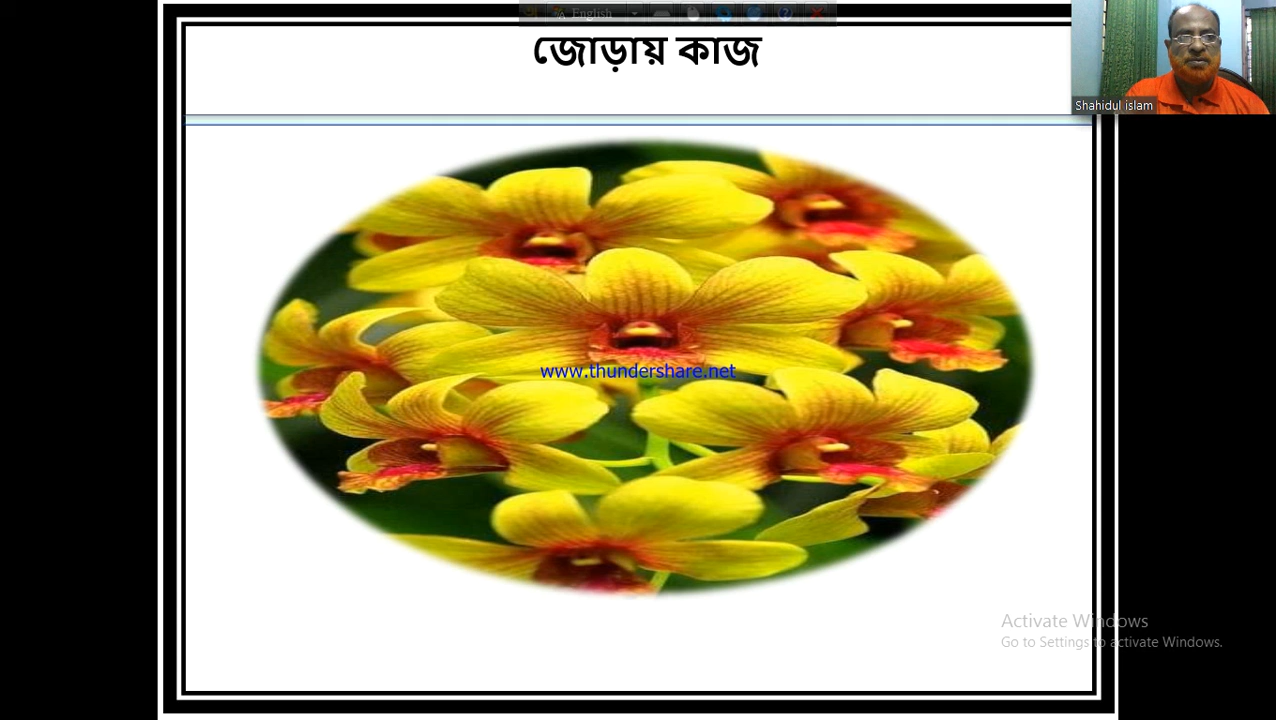 English
জোড়ায় কাজ
Shahidul islam
www.thundershare.net
Activate Windows
Go to Settings to activate Windows.